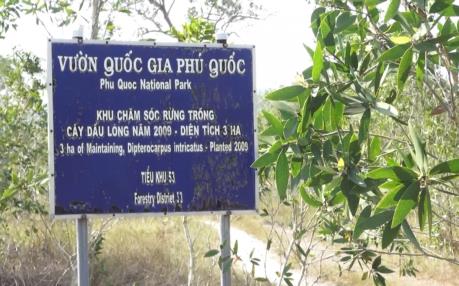 VƯỜN QUỐC GIA PHÚ QUỐC
Phu Quoc National Park
KHU CHĂM SÓC RỪNG TRỒNG
CÂY DẦU LÔNG NĂM 2009 - DIỆN TÍCH 3 HA
3 ha of Maintaining, Dipterocarpus intricatus - Planted 2009
TIỂU KHU 53
Forestry District 53